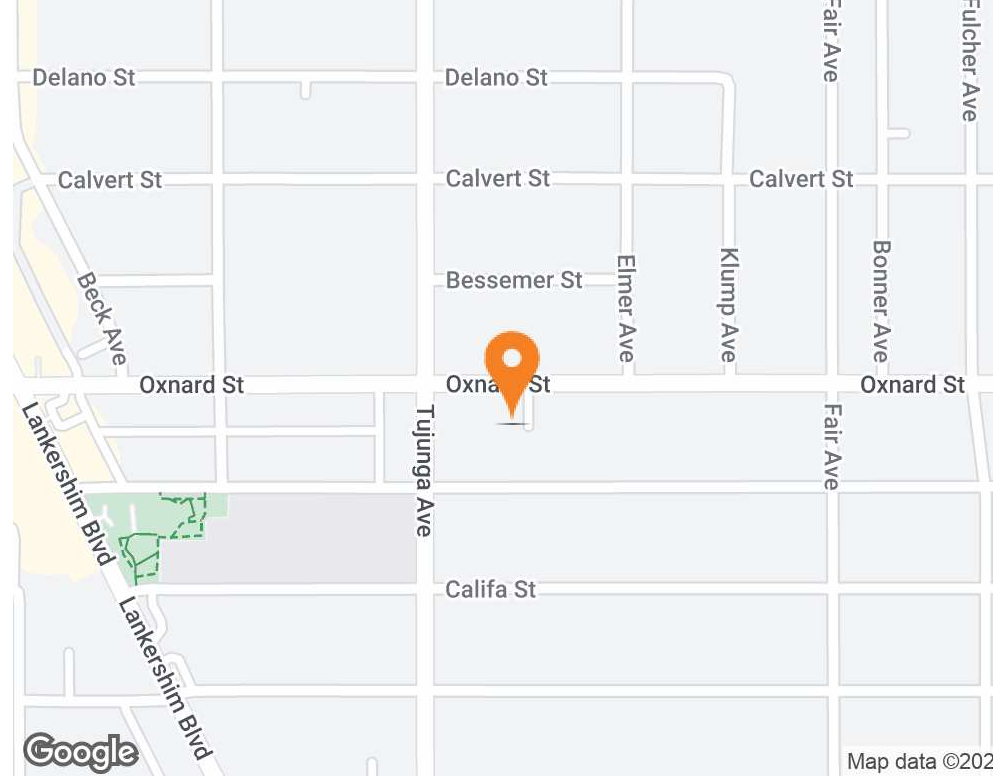 Fair Ave
Fulcher Ave
Delano St
Delano St
Calvert St
Calvert St
Calvert St
Beck Ave
Bessemer St
Elmer Ave
Klump Ave
Bonner Ave
Oxnard St
St
Oxnard St
Lankershim Blvd
Tujunga Ave
Fair Ave
Califa St
Lankershim Blvd
Google
Map data ©202